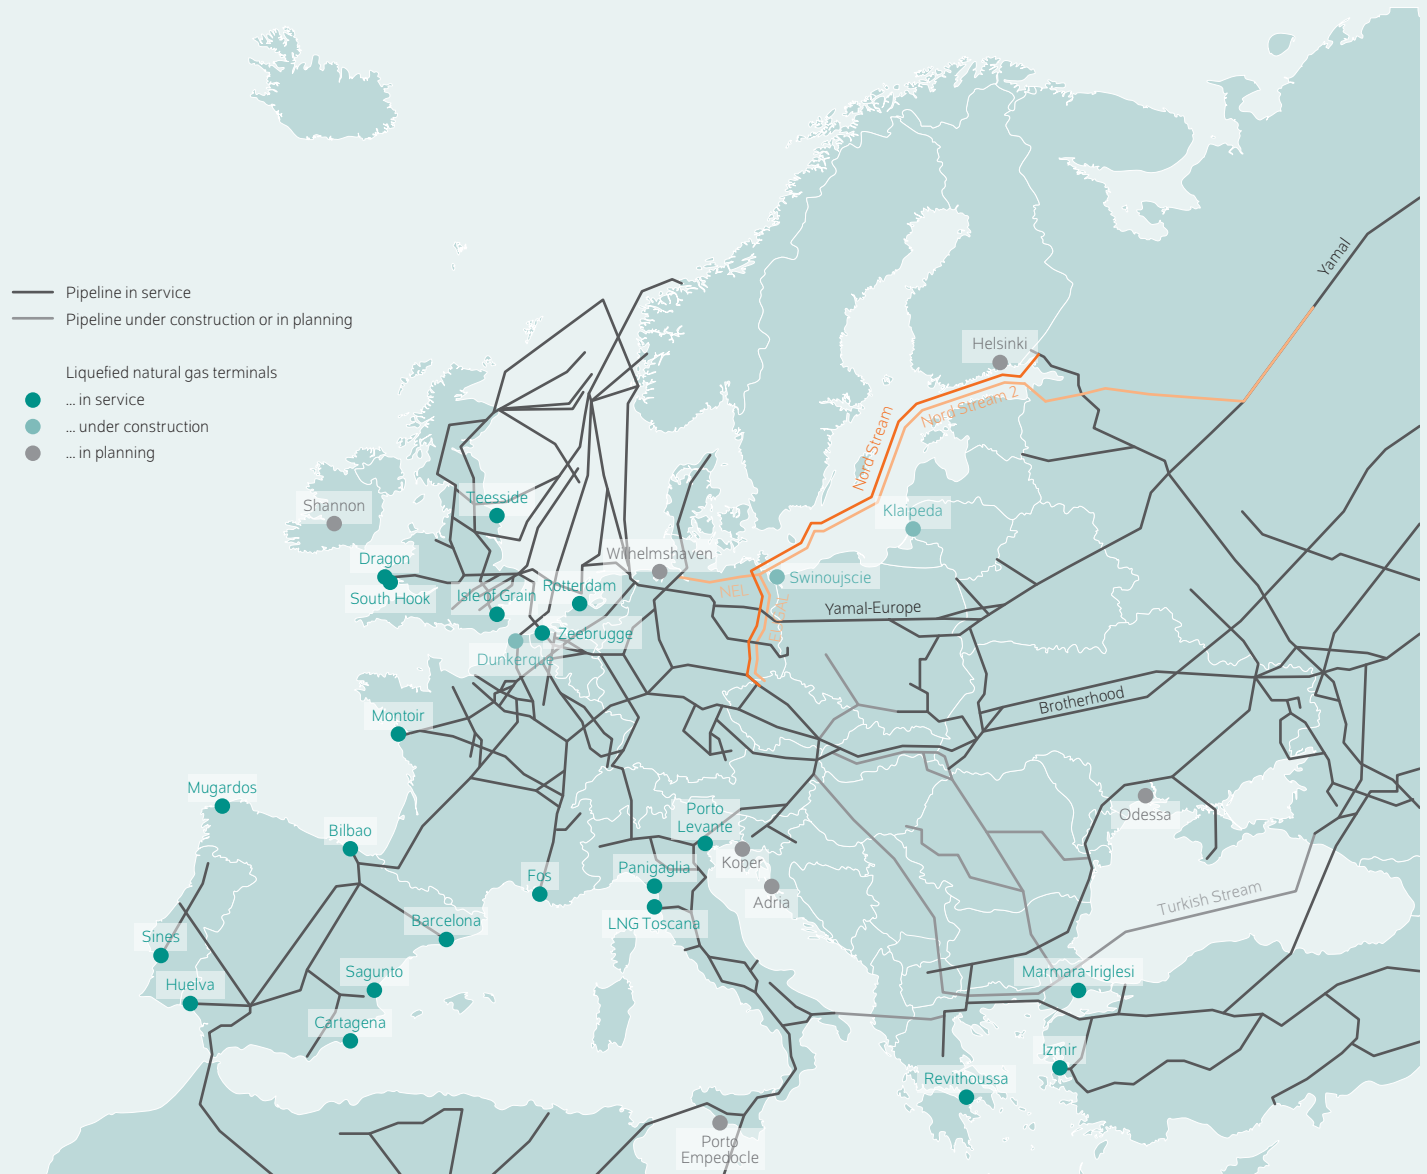 Yamal
Pipeline in service
Pipeline under construction or in planning
Helsinki
Liquefied natural gas terminals
... in service
... under construction
... in planning
Nord Stream 2
Nord Stream
Teesside
Shannon
Klaipeda
Wilhelmshaven
Dragon
Swinoujscie
Rotterdam
NEL
South Hook
Isle of Grain
Yamal-Europe
Zeebrugge
Dunkerque
Brotherhood
Montoir
Mugardos
Porto
Levante
Odessa
Bilbao
Koper
Panigaglia
Fos
Adria
Turkish Stream
Barcelona
LNG Toscana
Sines
Sagunto
Marmara-Iriglesi
Huelva
Cartagena
Izmir
Revithoussa
Porto
Empedocle